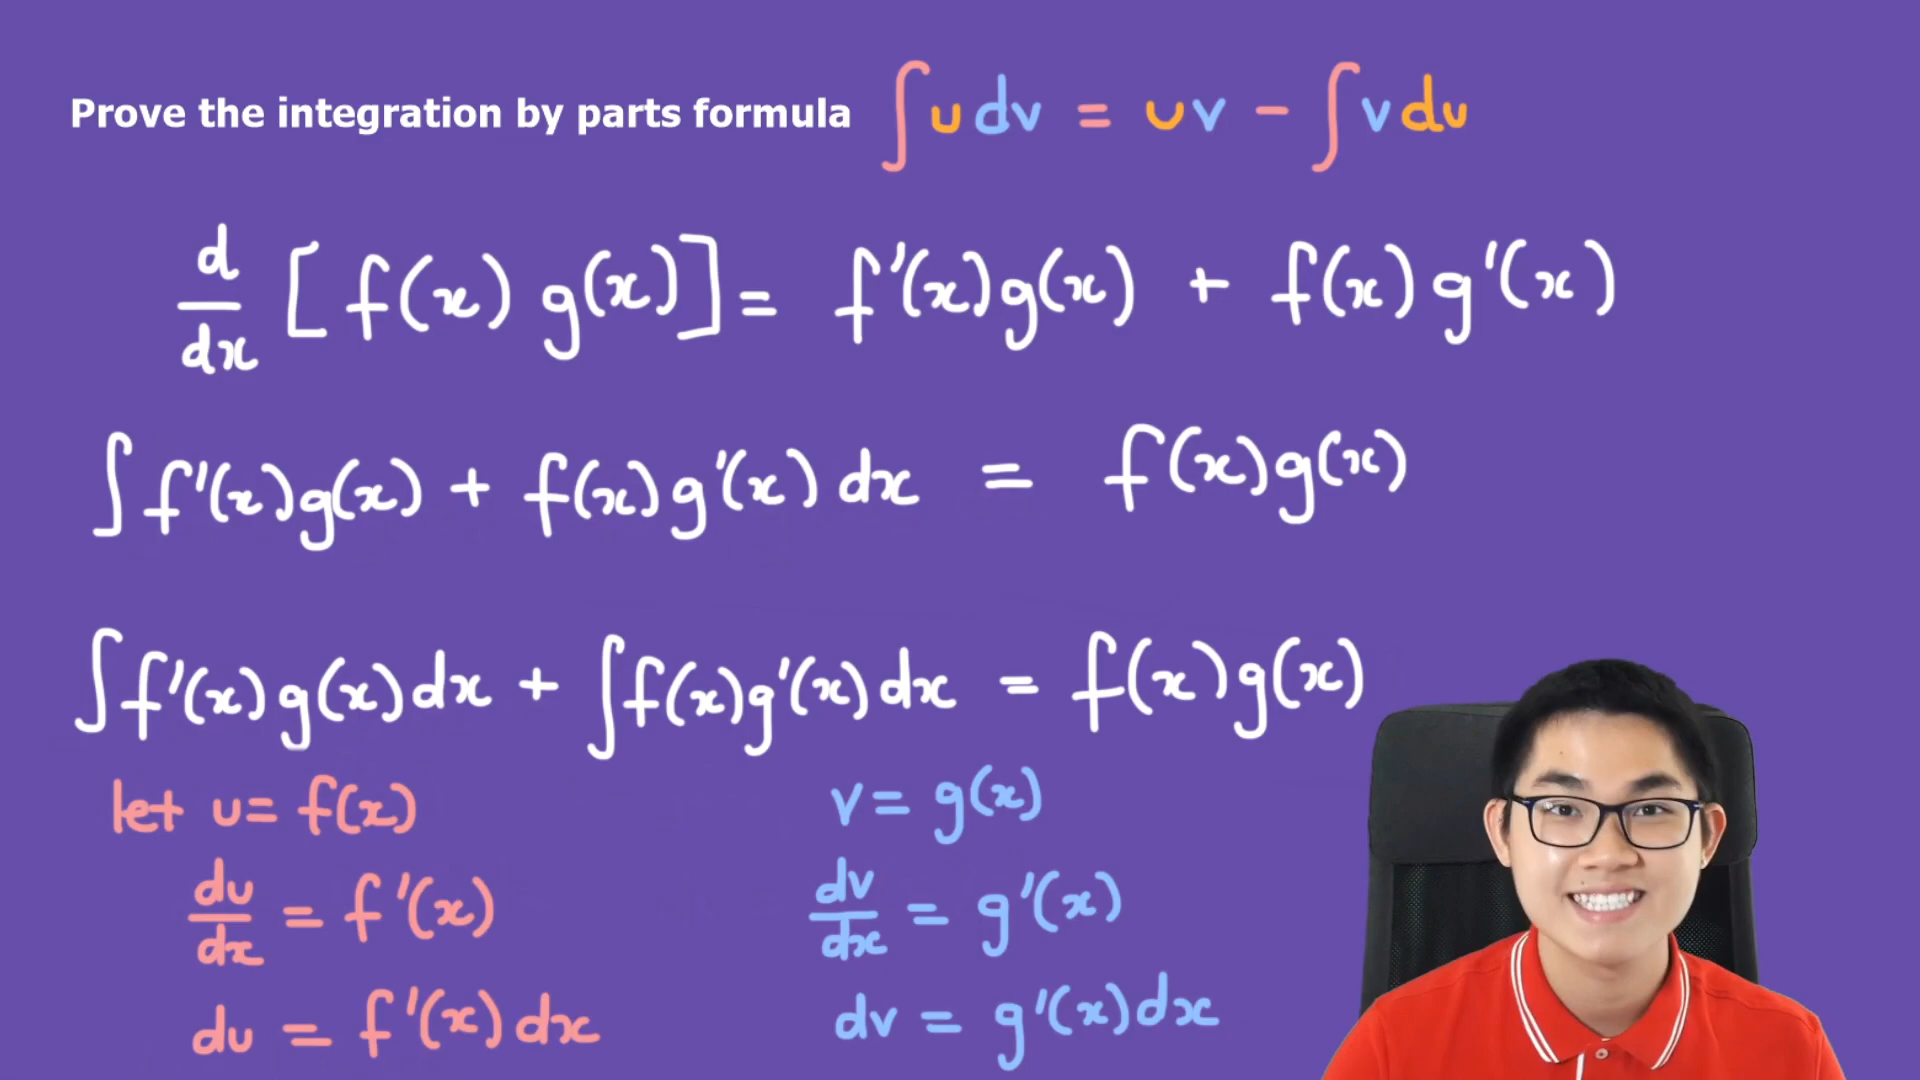 Prove the integration by parts formula ∫u dv = uv - ∫v du
d/dx [f(x) g(x)] = f'(x)g(x) + f(x)g'(x)
∫f'(x)g(x) + f(x)g'(x) dx = f(x)g(x)
∫f'(x)g(x)dx + ∫f(x)g'(x)dx = f(x)g(x)
let u = f(x)
du/dx = f'(x)
du = f'(x) dx
v = g(x)
dv/dx = g'(x)
dv = g'(x)dx